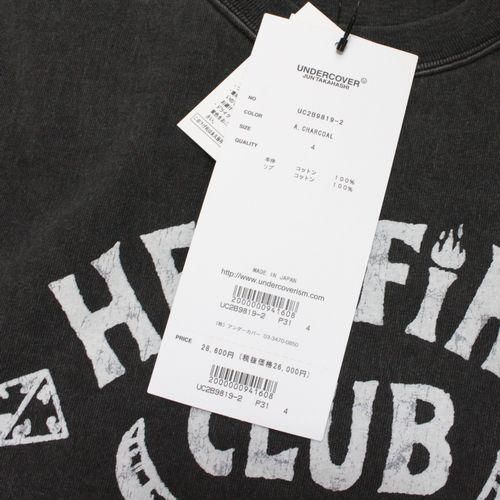 UNDERCOVER
JUN TAKAHASHI
NO UC2B9819-2
COLOR A.CHARCOAL
SIZE 4
QUALITY
本体 コットン 100%
リブ コットン 100%
MADE IN JAPAN
http://www.undercoverism.com
2000000941608
UC2B9819-2 P31 4
(株) アンダーカバー 03-3470-0850
PRICE 28,600円 (税抜価格26,000円)
2000000941608
UC2B9819-2 P31 4
CLUB